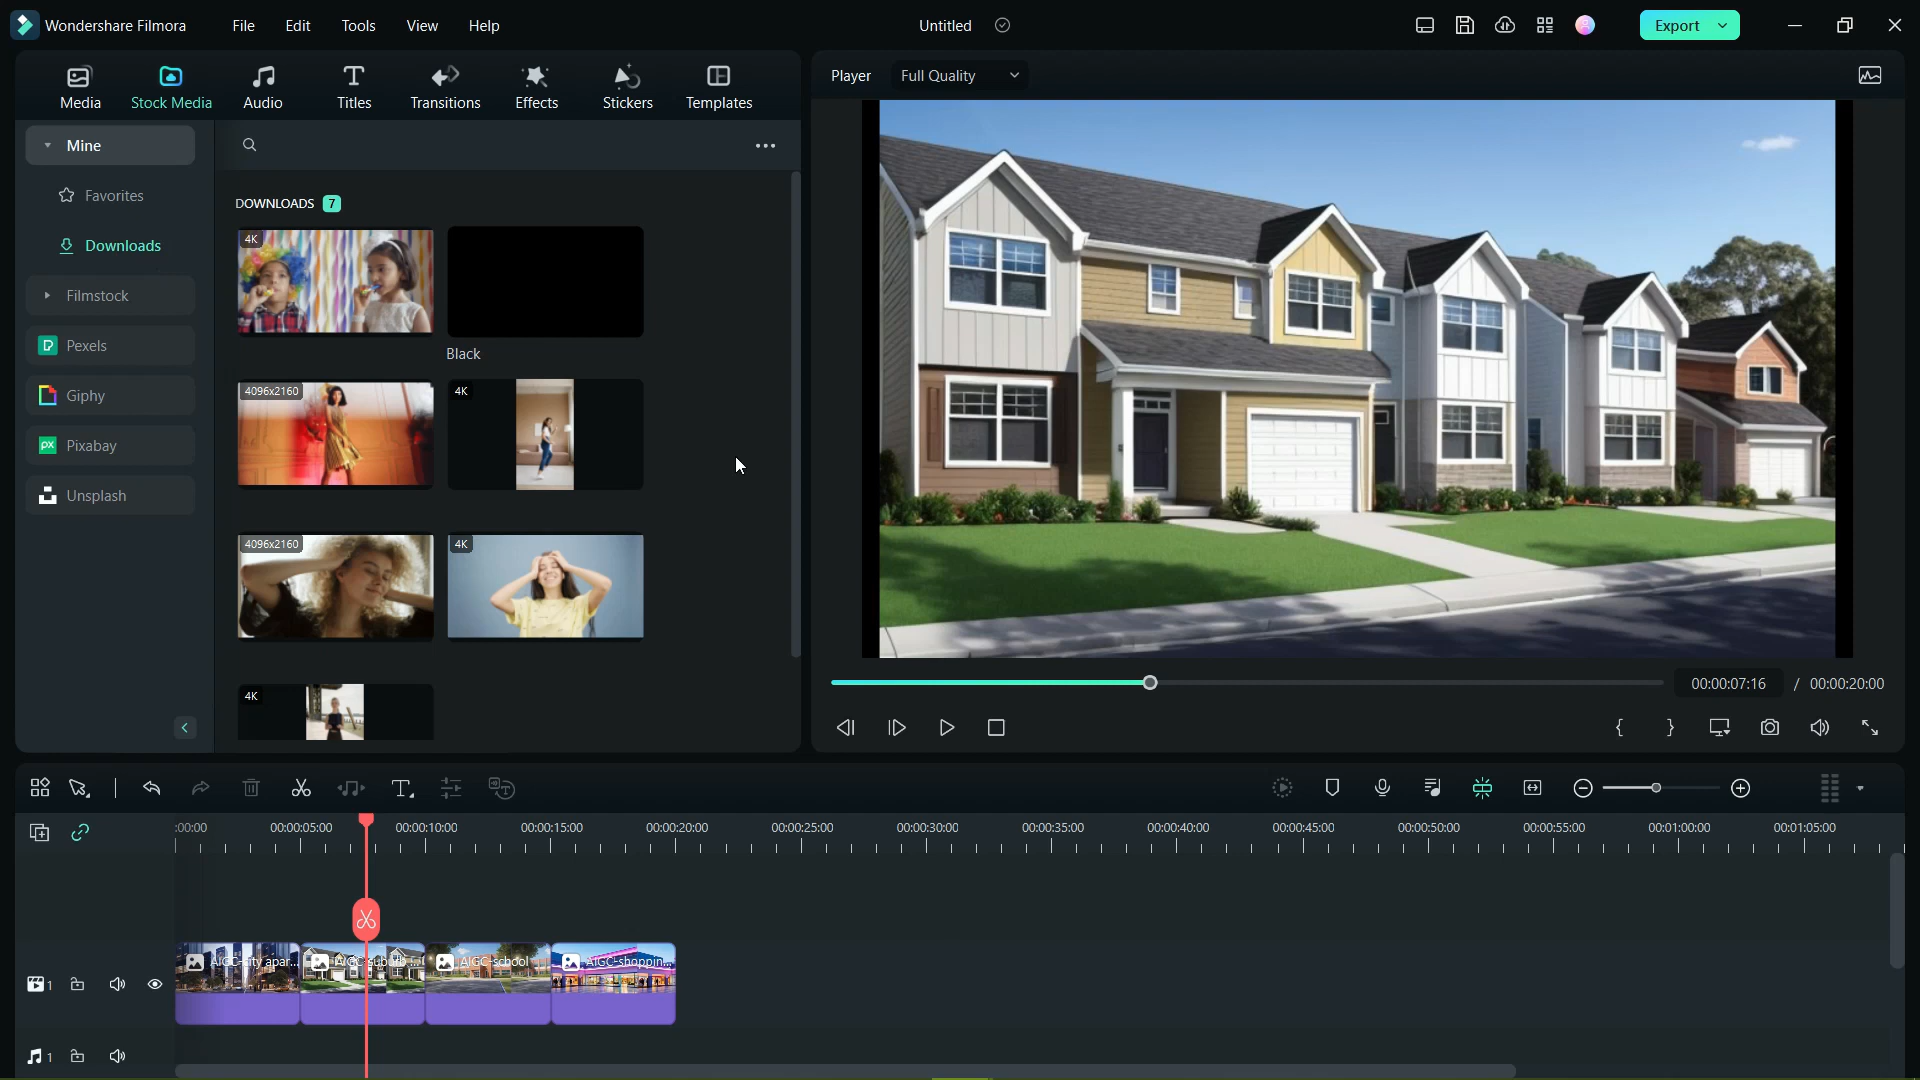 Wondershare Filmora
File
Edit
Tools
View
Help
Untitled
Export
Media
Stock Media
Audio
Titles
Transitions
Effects
Stickers
Templates
Player
Full Quality
Mine
Favorites
Downloads
Filmstock
Pexels
Giphy
Pixabay
Unsplash
DOWNLOADS 7
4K
Black
4096x2160
4K
4096x2160
4K
4K
00:00:07:16 / 00:00:20:00
:00:00
00:00:05:00
00:00:10:00
00:00:15:00
00:00:20:00
00:00:25:00
00:00:30:00
00:00:35:00
00:00:40:00
00:00:45:00
00:00:50:00
00:00:55:00
00:01:00:00
00:01:05:00
AIGC-city apar...
AIGC-suburb ...
AIGC-school
AIGC-shoppin...
1
1